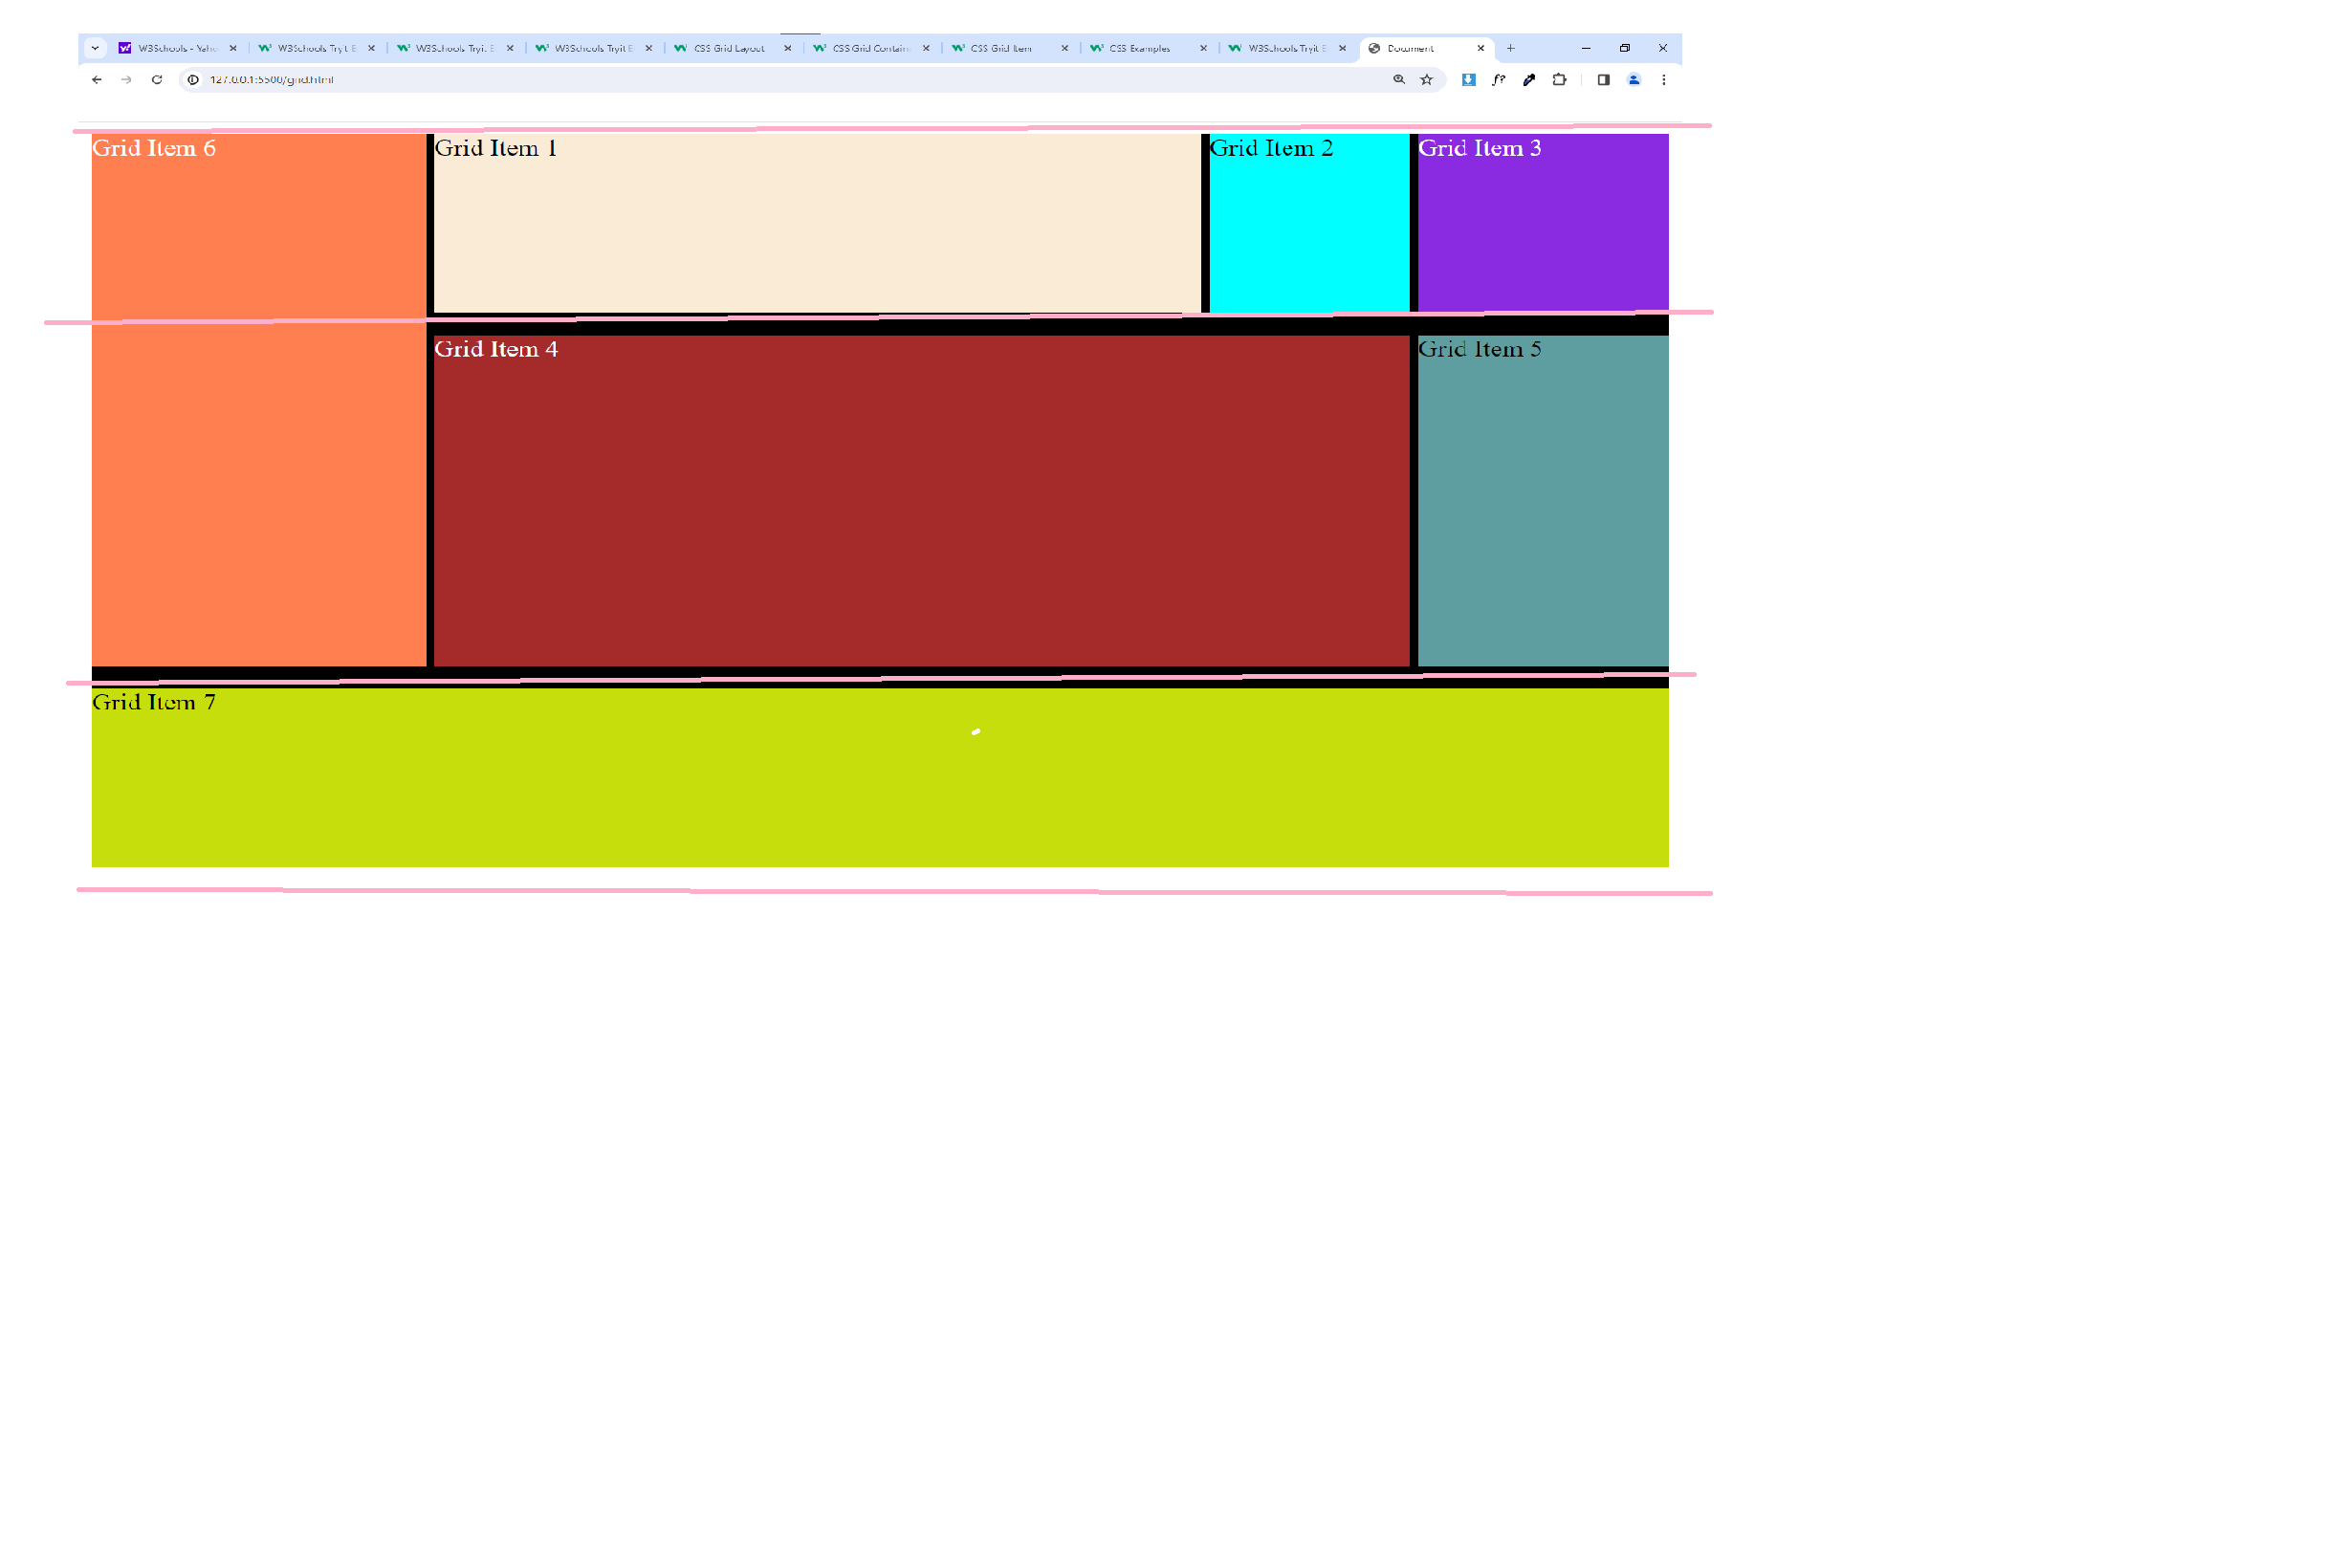 W3Schools - Yaho W3Schools Tryit E W3Schools Tryit E W3Schools Tryit E CSS Grid Layout CSS Grid Contain CSS Grid Item CSS Examples W3Schools Tryit E Document
127.0.0.1:5500/grid.html
Grid Item 6 Grid Item 1 Grid Item 2 Grid Item 3
Grid Item 4 Grid Item 5
Grid Item 7